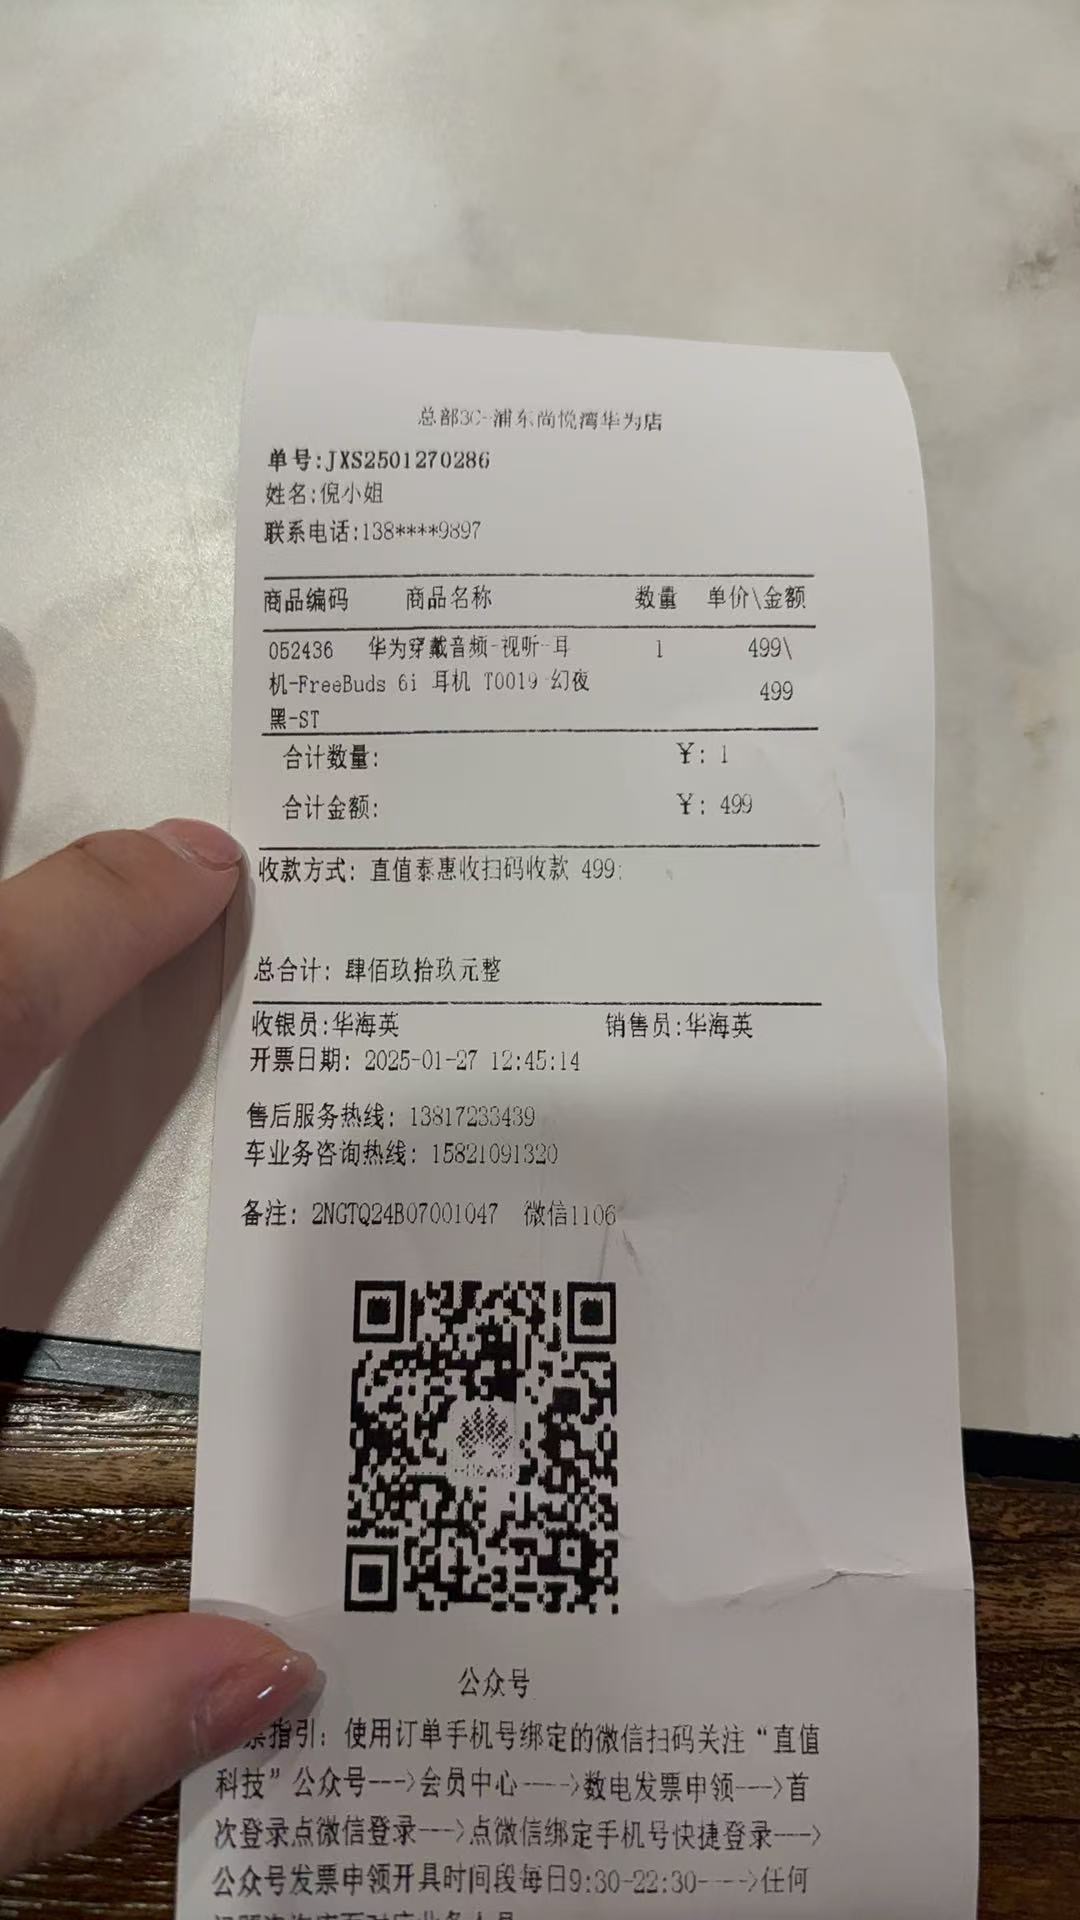 总部3C-浦东尚悦湾华为店
单号:JXS2501270286
姓名:倪小姐
联系电话:138****9897
商品编码 商品名称 数量 单价\金额
052436 华为穿戴音频-视听-耳 1 499\
机-FreeBuds 6i 耳机 T0019 幻夜 499
黑-ST
合计数量: ¥: 1
合计金额: ¥: 499
收款方式: 直值泰惠收扫码收款 499;
总合计: 肆佰玖拾玖元整
收银员:华海英 销售员:华海英
开票日期: 2025-01-27 12:45:14
售后服务热线: 13817233439
车业务咨询热线: 15821091320
备注: 2NGTQ24B07001047 微信1106
公众号
票指引: 使用订单手机号绑定的微信扫码关注“直值
科技”公众号--->会员中心---->数电发票申领--->首
次登录点微信登录--->点微信绑定手机号快捷登录--->
公众号发票申领开具时间段每日9:30-22:30---->任何